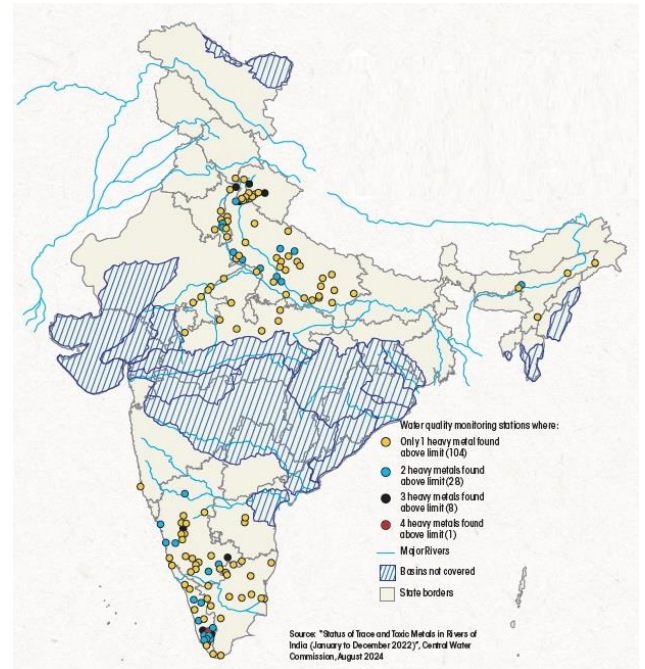 Water quality monitoring stations where:
Only 1 heavy metal found
above limit (104)
2 heavy metals found
above limit (28)
3 heavy metals found
above limit (8)
4 heavy metals found
above limit (1)
Major Rivers
Basins not covered
State borders
Source: "Status of Trace and Toxic Metals in Rivers of
India (January to December 2022)", Central Water
Commission, August 2024